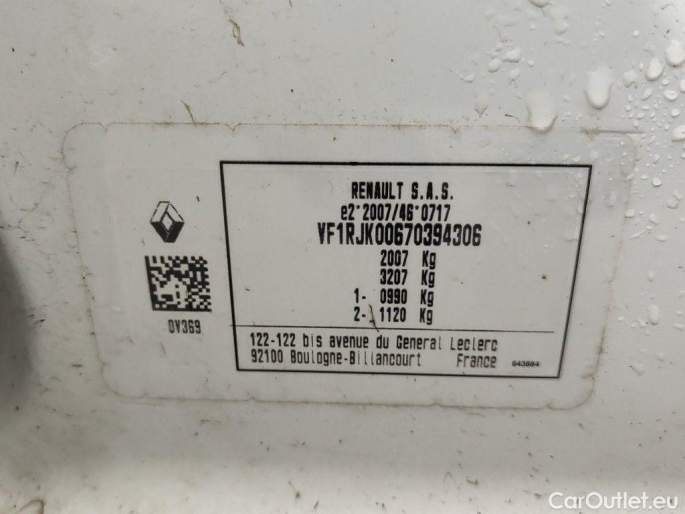 RENAULT S.A.S.
e2*2007/46*0717
VF1RJK00670394306
2007 Kg
3207 Kg
1- 0990 Kg
2- 1120 Kg
DV369
122-122 bis avenue du General Leclerc
92100 Boulogne-Billancourt France 643884
CarOutlet.eu